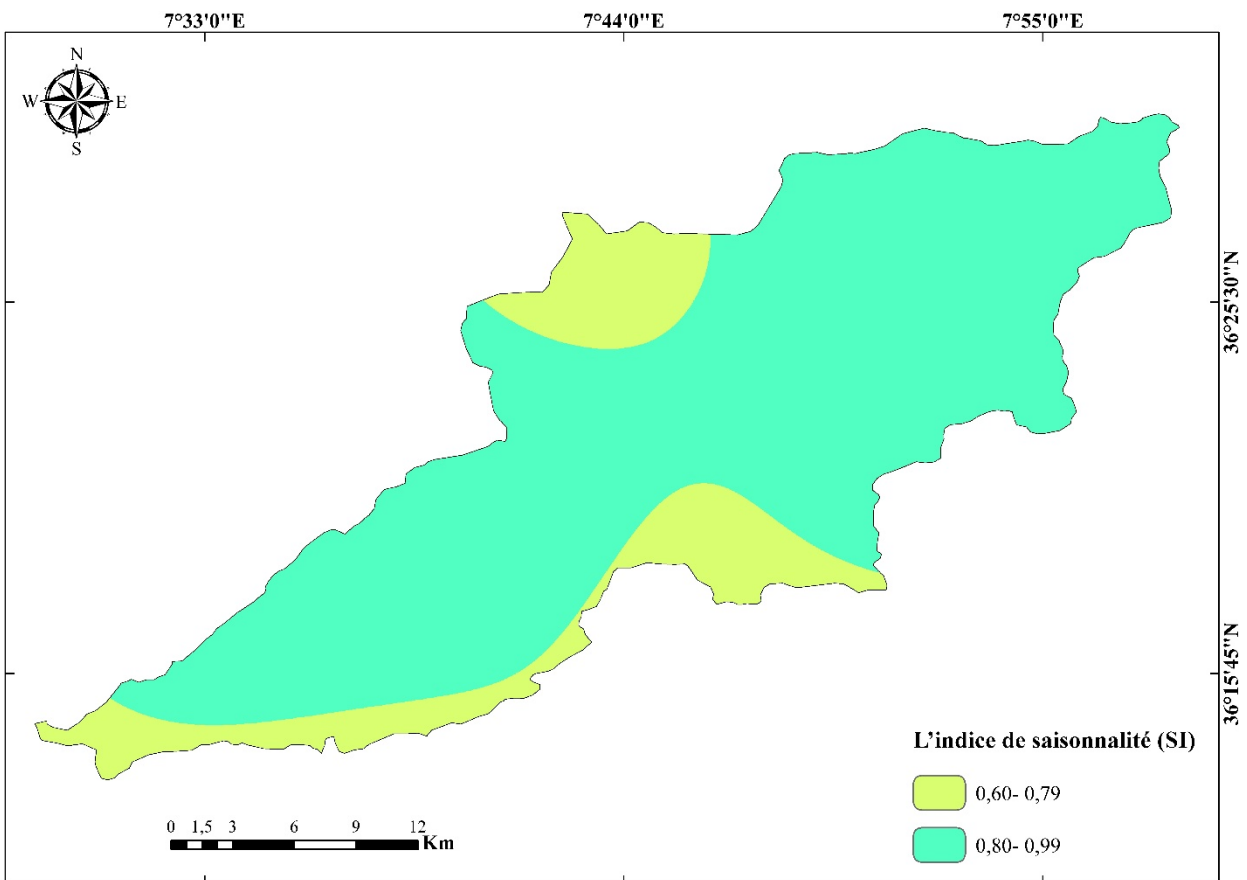 7°33'0"E 7°44'0"E 7°55'0"E
N
W E
S
36°25'30"N
36°15'45"N
L'indice de saisonnalité (SI)
0,60- 0,79
0,80- 0,99
0 1,5 3 6 9 12
Km